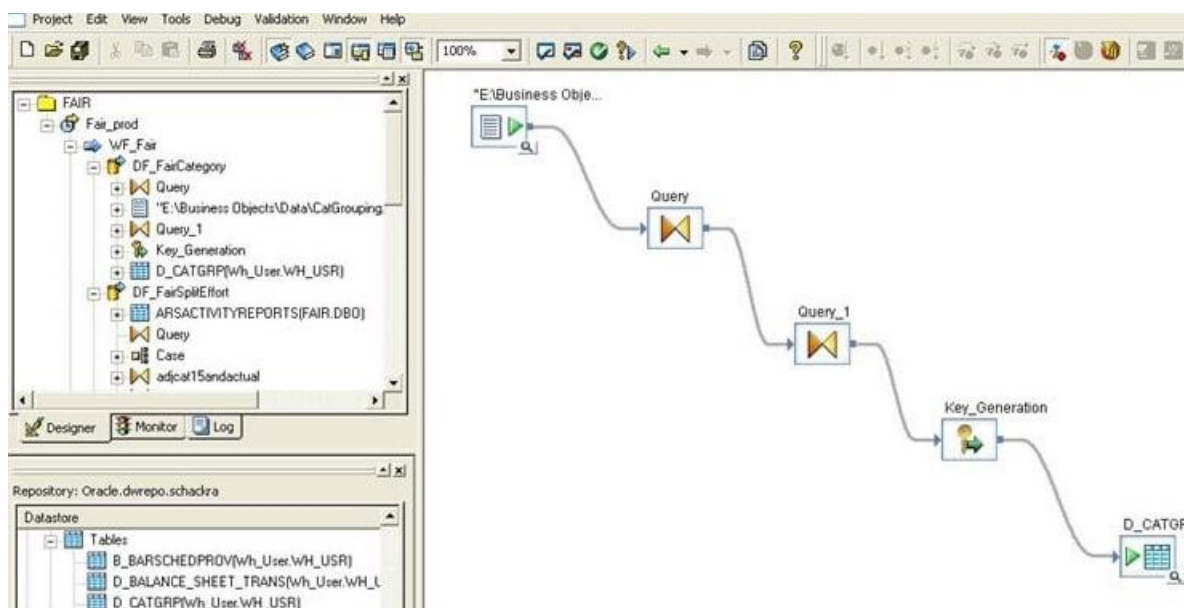 Project Edit View Tools Debug Validation Window Help
100%
FAIR
Fair_prod
WF_Fair
DF_FairCategory
Query
"E:\Business Objects\Data\CatGrouping
Query_1
Key_Generation
D_CATGRP(Wh_User.WH_USR)
DF_FairSplitEffort
ARSACTIVITYREPORTS(FAIR.DBO)
Query
Case
adjcat15andactual
Designer Monitor Log
Repository: Oracle.dwrepo.schackra
Datastore
Tables
B_BARSCHEDPROV(Wh_User.WH_USR)
D_BALANCE_SHEET_TRANS(Wh_User.WH_U
D_CATGRP(Wh_User.WH_USR)
"E:\Business Obje...
Query
Query_1
Key_Generation
D_CATGR